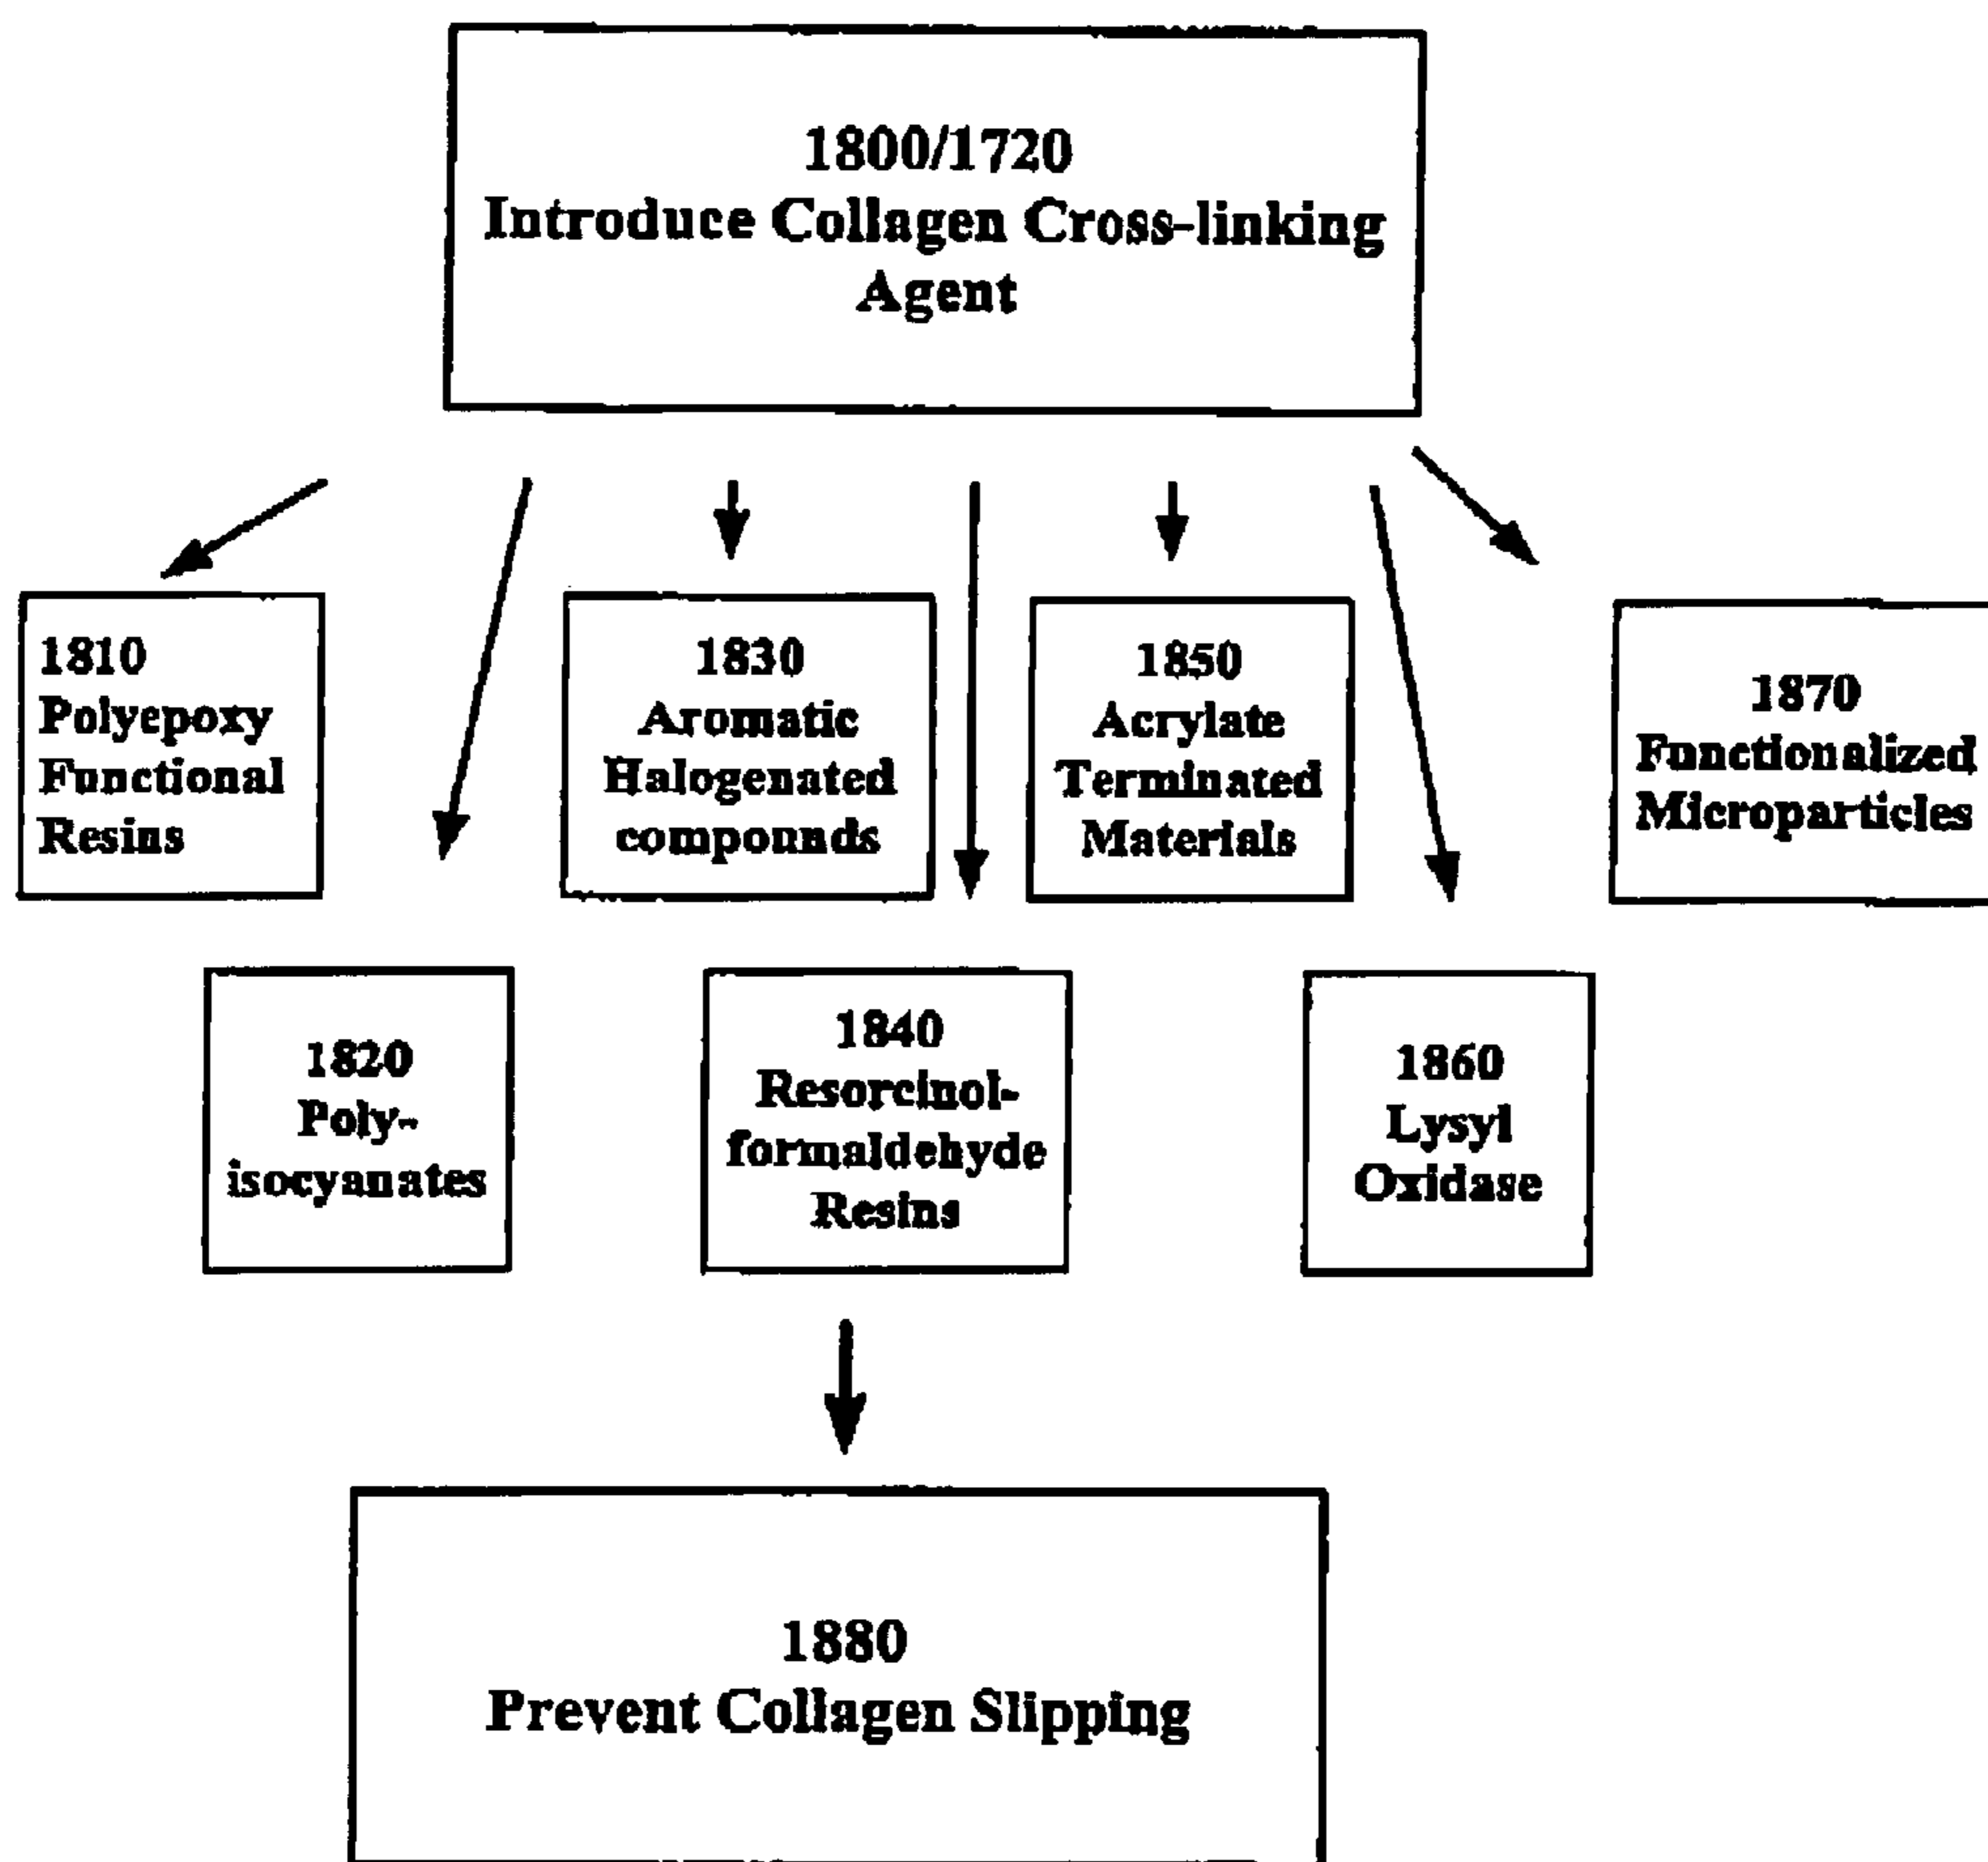 1800/1720
Introduce Collagen Cross-linking
Agent
1810
Polyepoxy
Functional
Resins
1830
Aromatic
Halogenated
compounds
1850
Acrylate
Terminated
Materials
1870
Functionalized
Microparticles
1820
Poly-
isocyanates
1840
Resorcinol-
formaldehyde
Resins
1860
Lysyl
Oxidase
1880
Prevent Collagen Slipping